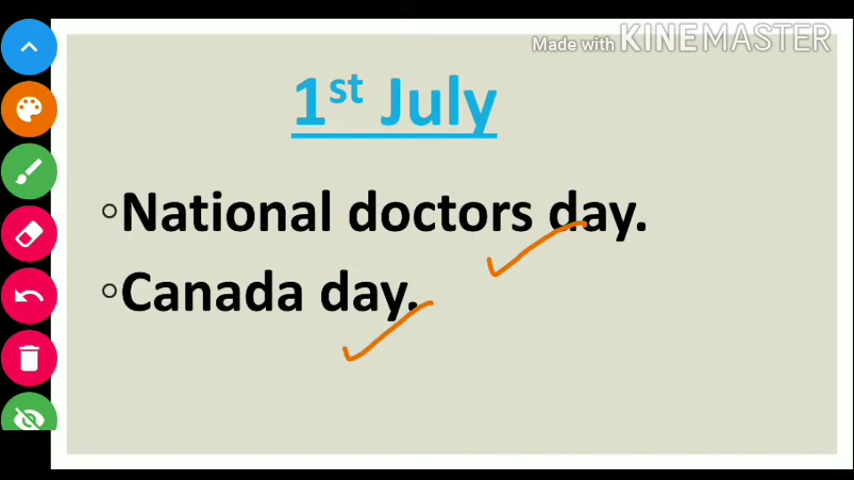 Made with KINEMASTER
1st July
◦National doctors day.
◦Canada day.